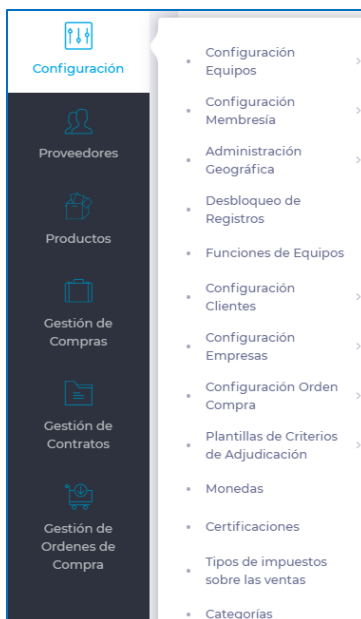 Configuración
Proveedores
Productos
Gestión de
Compras
Gestión de
Contratos
Gestión de
Ordenes de
Compra
Configuración
Equipos
Configuración
Membresía
Administración
Geográfica
Desbloqueo de
Registros
Funciones de Equipos
Configuración
Clientes
Configuración
Empresas
Configuración Orden
Compra
Plantillas de Criterios
de Adjudicación
Monedas
Certificaciones
Tipos de impuestos
sobre las ventas
Categorías